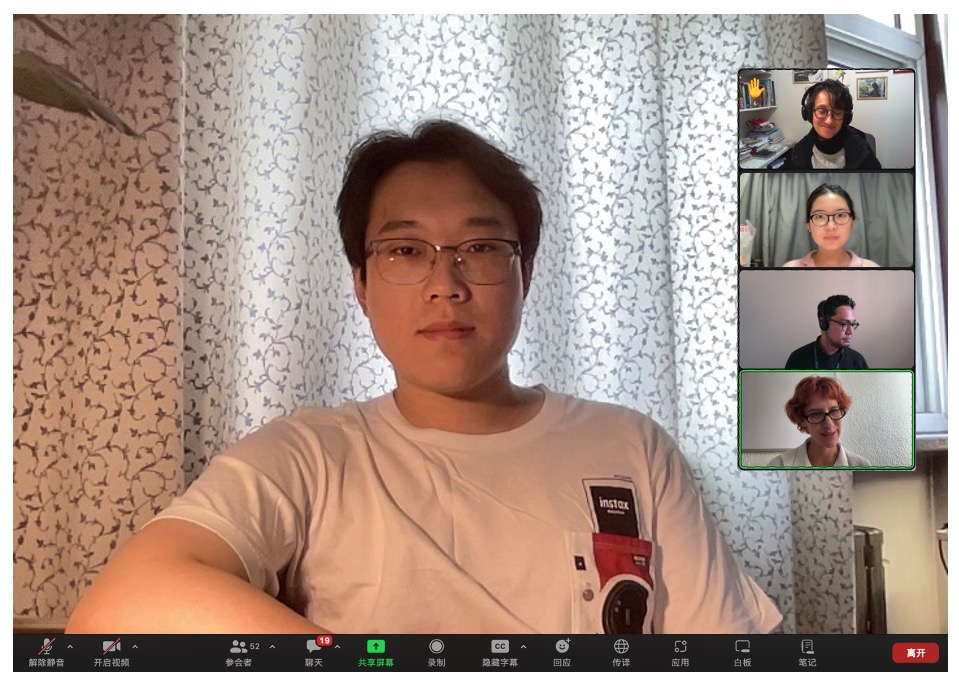 instax
52
19
CC
解除静音
开启视频
参会者
聊天
共享屏幕
录制
隐藏字幕
回应
传译
应用
白板
笔记
离开